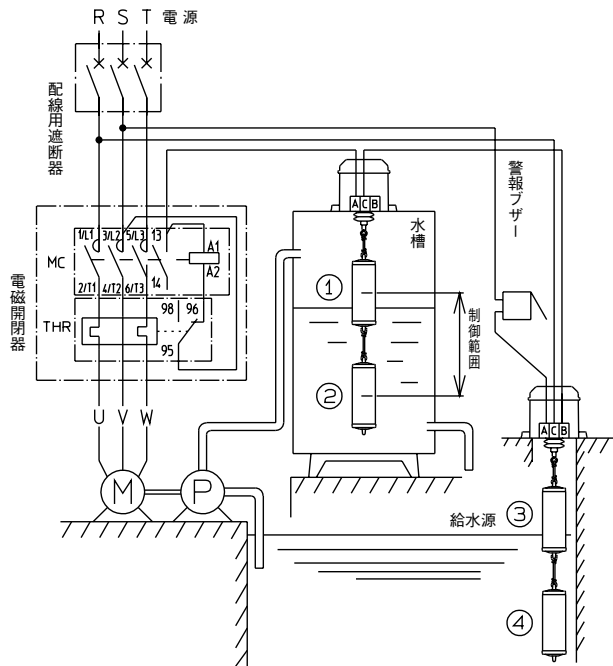 R S T 電源
配線用遮断器
警報ブザー
A C B
水槽
1/L1 3/L2 5/L3 13
A1
MC
A2
2/T1 4/T2 6/T3 14
電磁開閉器
①
制御範囲
98 96
THR
95
②
U V W
A C B
M P
③
給水源
④